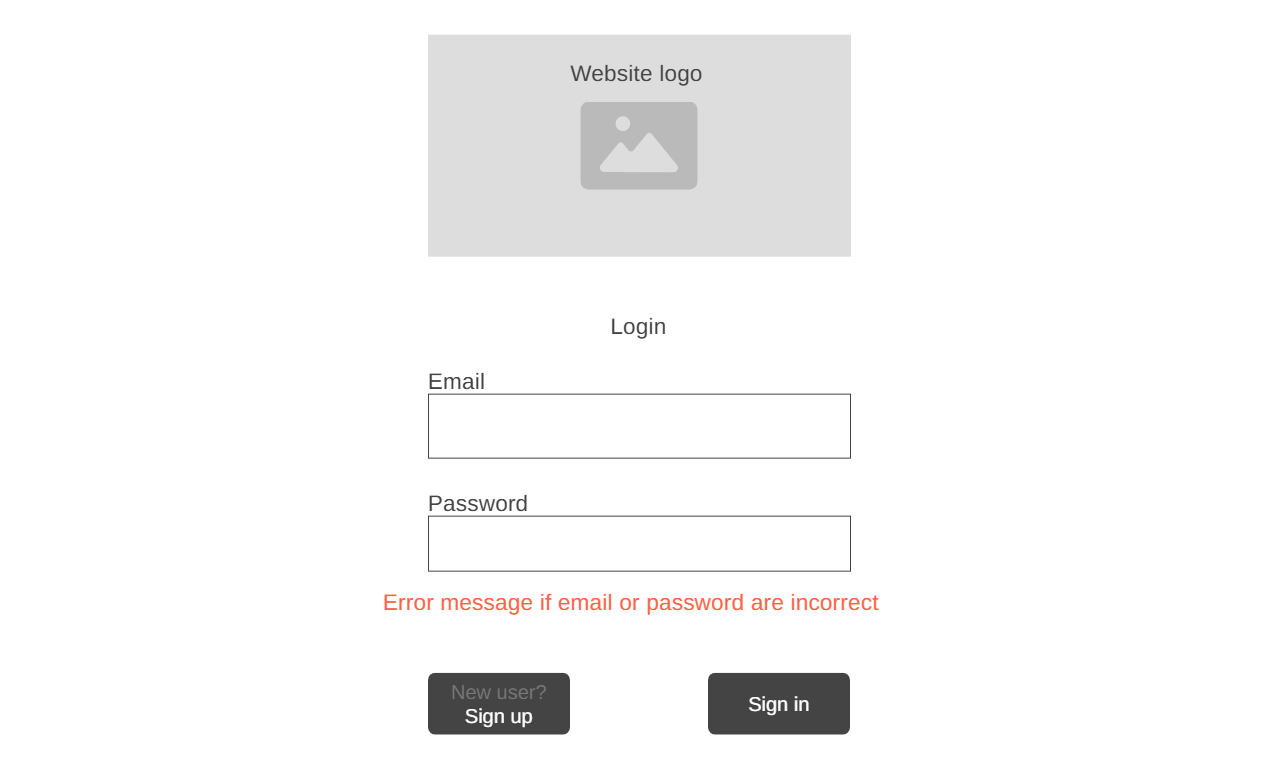 Website logo
Login
Email
Password
Error message if email or password are incorrect
New user?
Sign up
Sign in